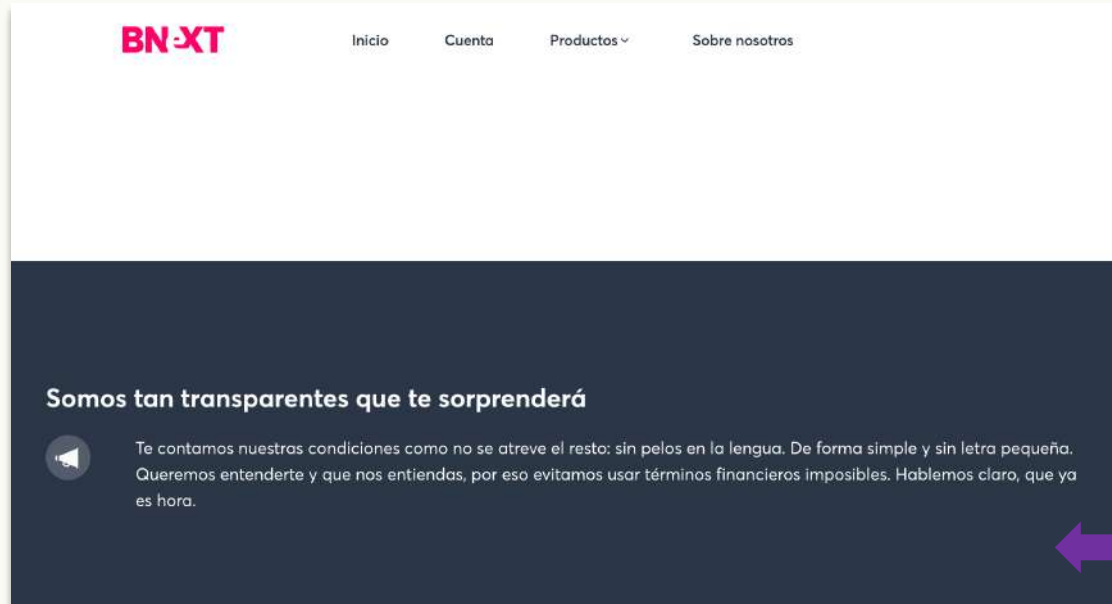 BNeXT
Inicio Cuenta Productos Sobre nosotros
Somos tan transparentes que te sorprenderá
Te contamos nuestras condiciones como no se atreve el resto: sin pelos en la lengua. De forma simple y sin letra pequeña.
Queremos entenderte y que nos entiendas, por eso evitamos usar términos financieros imposibles. Hablemos claro, que ya
es hora.